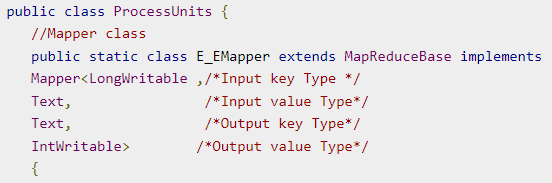 public class ProcessUnits {
//Mapper class
public static class E_EMapper extends MapReduceBase implements
Mapper<LongWritable ,/*Input key Type */
Text, /*Input value Type*/
Text, /*Output key Type*/
IntWritable> /*Output value Type*/
{